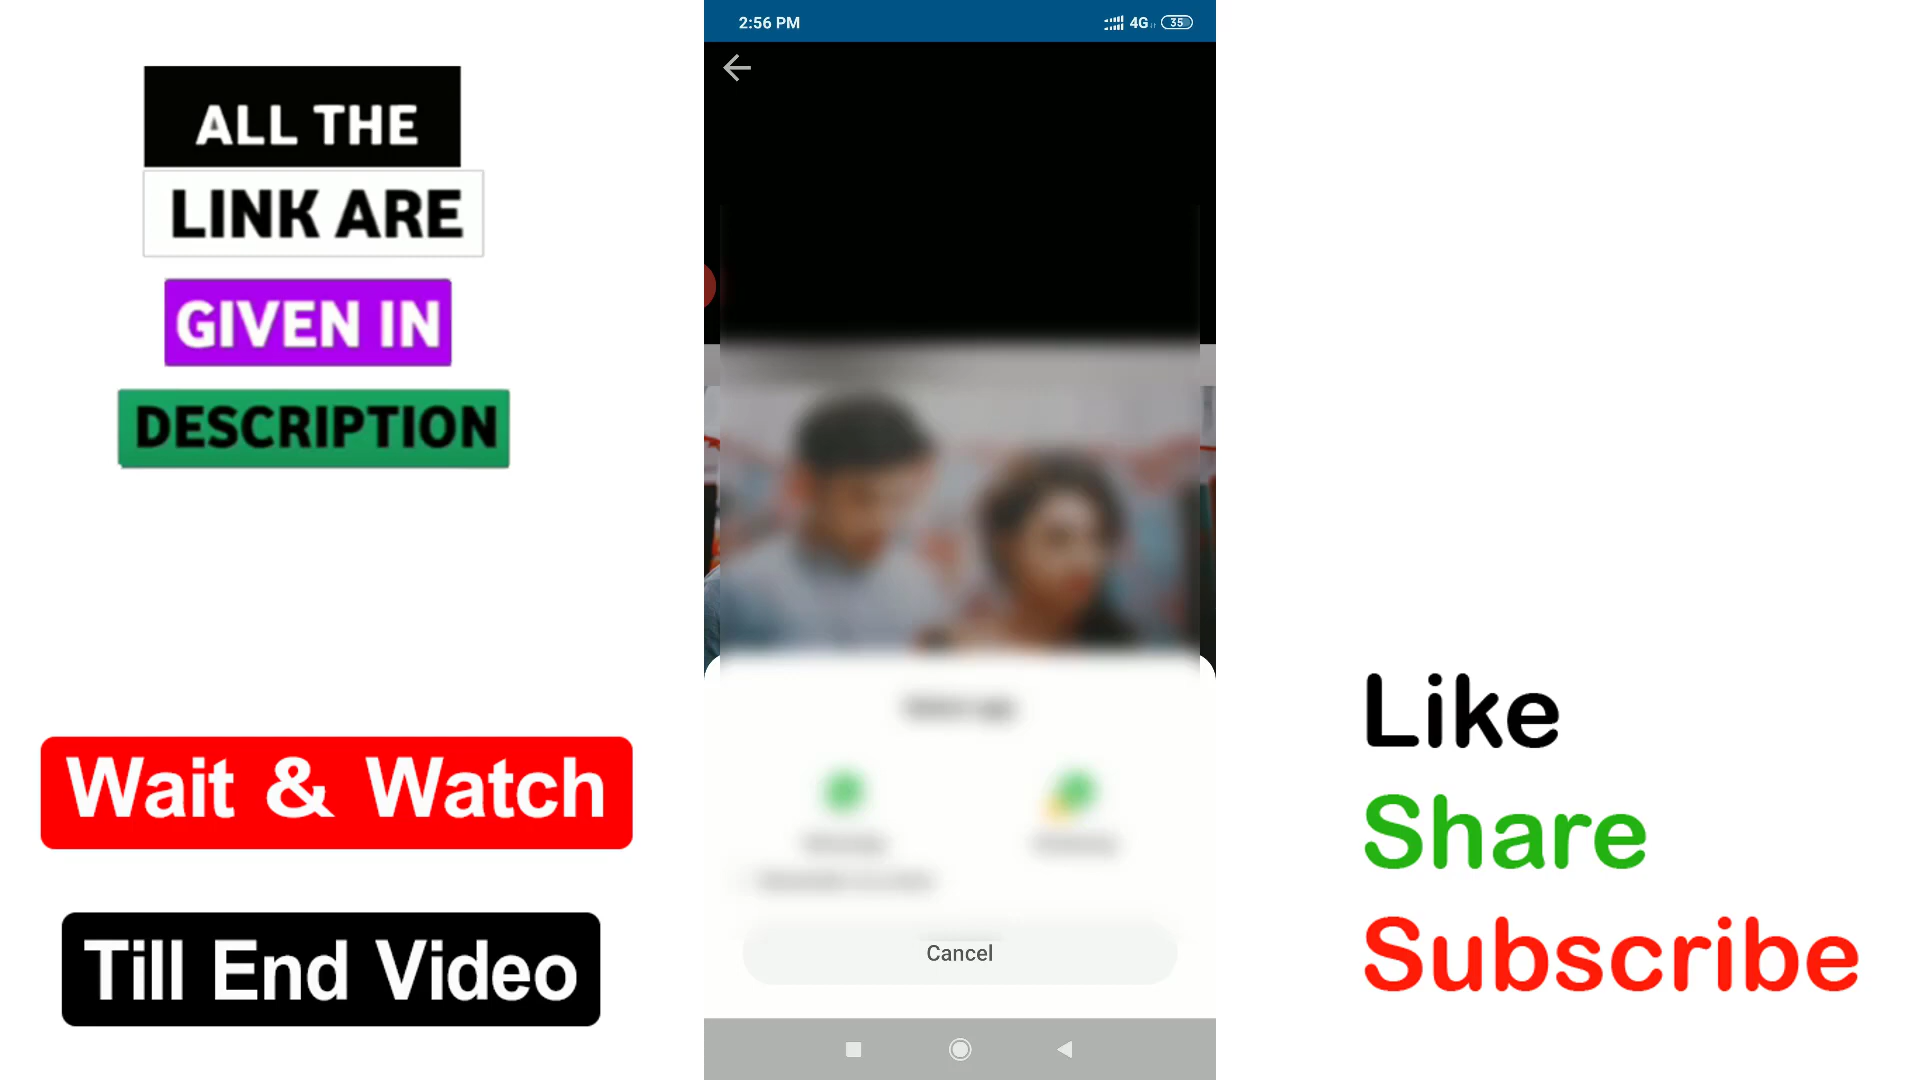 ALL THE
LINK ARE
GIVEN IN
DESCRIPTION
Wait & Watch
Till End Video
2:56 PM
4G
35
Cancel
Like
Share
Subscribe